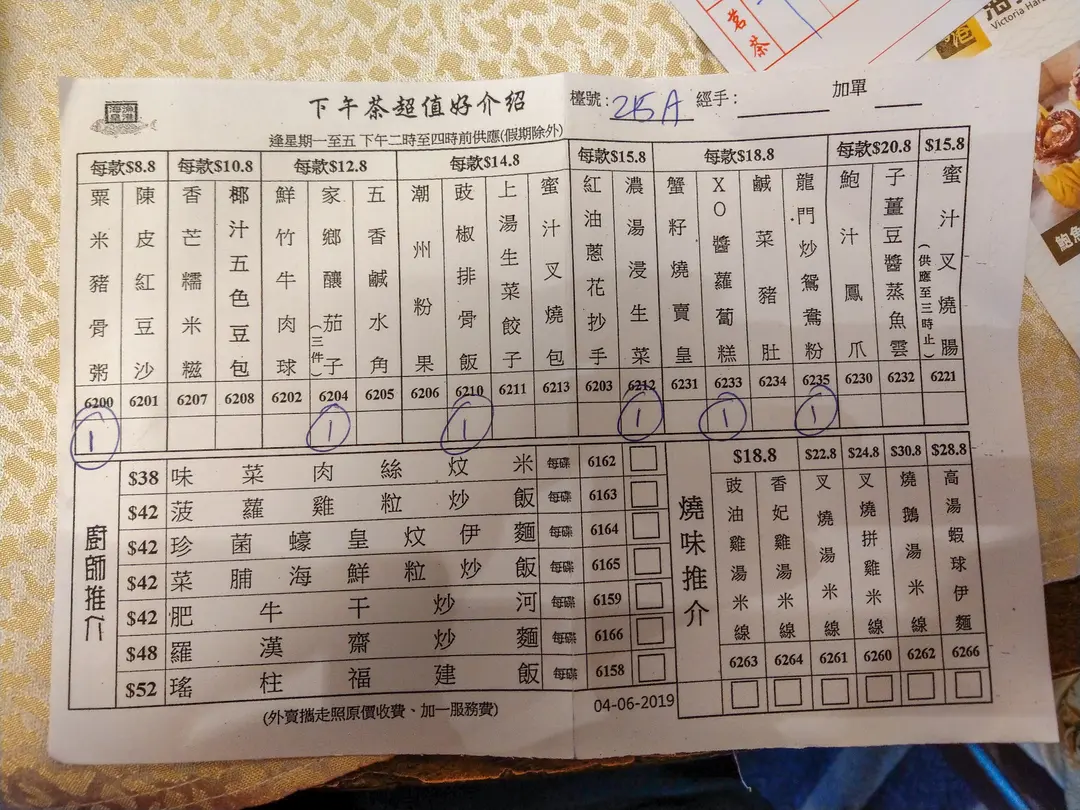 下午茶超值好介紹
檯號: 215A 經手: 加單
逢星期一至五 下午二時至四時前供應(假期除外)
每款$8.8 每款$10.8 每款$12.8 每款$14.8 每款$15.8 每款$18.8 每款$20.8 $15.8
粟米豬骨粥
陳皮紅豆沙
香芒糯米糍
椰汁五色豆包
鮮竹牛肉球
家鄉釀茄子(三件)
五香鹹水角
潮州粉果
豉椒排骨飯
上湯生菜餃子
蜜汁叉燒包
紅油蔥花抄手
濃湯浸生菜
蟹籽燒賣皇
XO醬蘿蔔糕
鹹菜豬肚
龍門炒鴛鴦粉
鮑汁鳳爪
子薑豆醬蒸魚雲
蜜汁叉燒腸(供應至三時止)
6200 6201 6207 6208 6202 6204 6205 6206 6210 6211 6213 6203 6212 6231 6233 6234 6235 6230 6232 6221
1 1 1 1 1 1
廚師推介
$38 味菜肉絲炆米 每碟 6162
$42 菠蘿雞粒炒飯 每碟 6163
$42 珍菌蠔皇炆伊麵 每碟 6164
$42 菜脯海鮮粒炒飯 每碟 6165
$42 肥牛干炒河 每碟 6159
$48 羅漢齋炒麵 每碟 6166
$52 瑤柱福建飯 每碟 6158
燒味推介
$18.8 $22.8 $24.8 $30.8 $28.8
豉油雞湯米線
香妃雞湯米線
叉燒湯米線
叉燒拼雞米線
燒鵝湯米線
高湯蝦球伊麵
6263 6264 6261 6260 6262 6266
(外賣攜走照原價收費、加一服務費)
04-06-2019
茗茶
Victoria Har
鮑魚